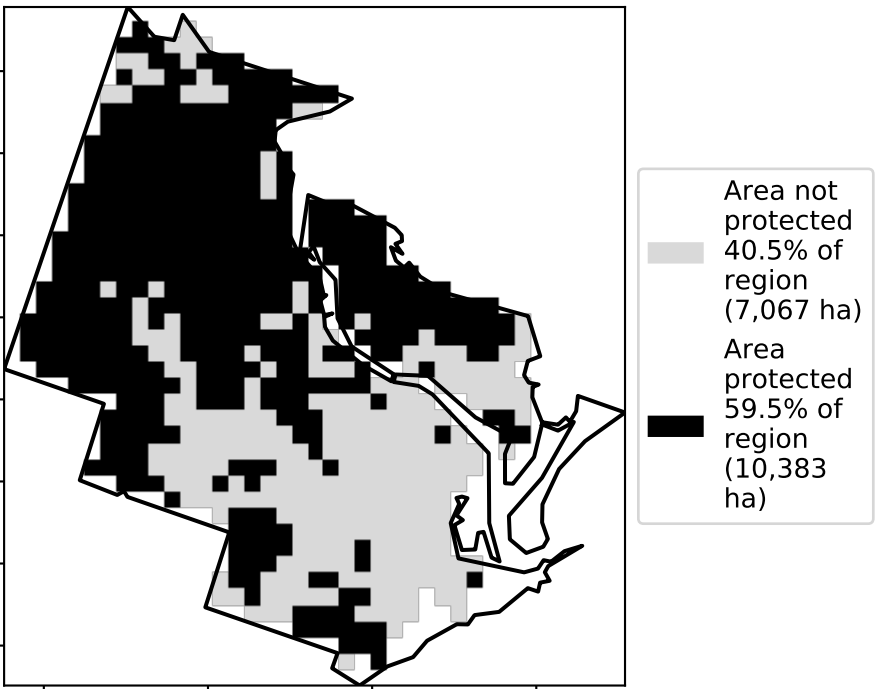 Area not
protected
40.5% of
region
(7,067 ha)
Area
protected
59.5% of
region
(10,383
ha)